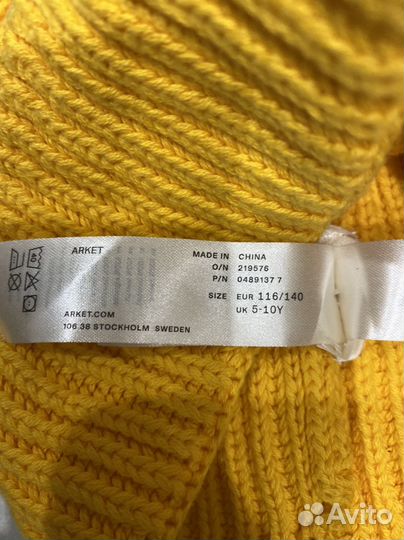 ARKET
MADE IN CHINA
O/N 219576
P/N 0489137 7
SIZE EUR 116/140
UK 5-10Y
ARKET.COM
106 38 STOCKHOLM SWEDEN
Avito